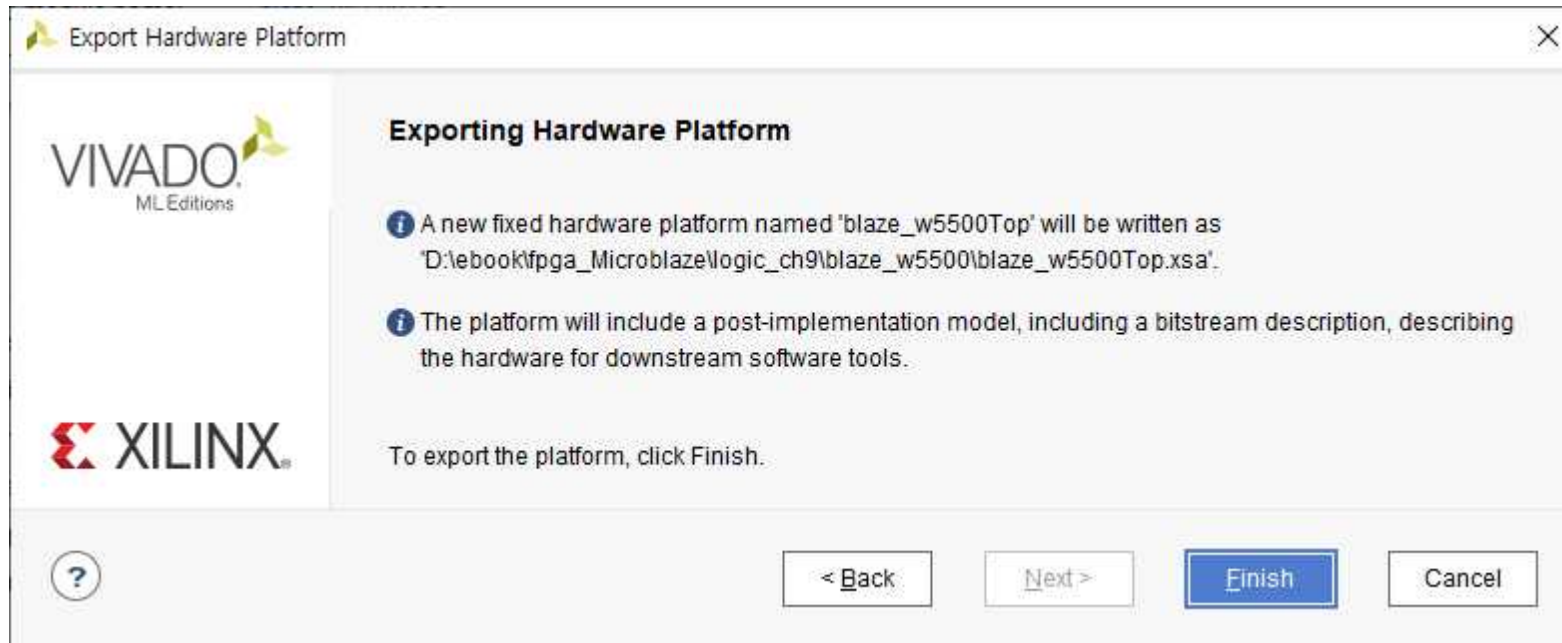 Export Hardware Platform
VIVADO.
ML Editions
Exporting Hardware Platform
A new fixed hardware platform named 'blaze_w5500Top' will be written as
'D:\ebook\fpga_Microblaze\logic_ch9\blaze_w5500\blaze_w5500Top.xsa'.
The platform will include a post-implementation model, including a bitstream description, describing
the hardware for downstream software tools.
XILINX®
To export the platform, click Finish.
? < Back Next > Finish Cancel